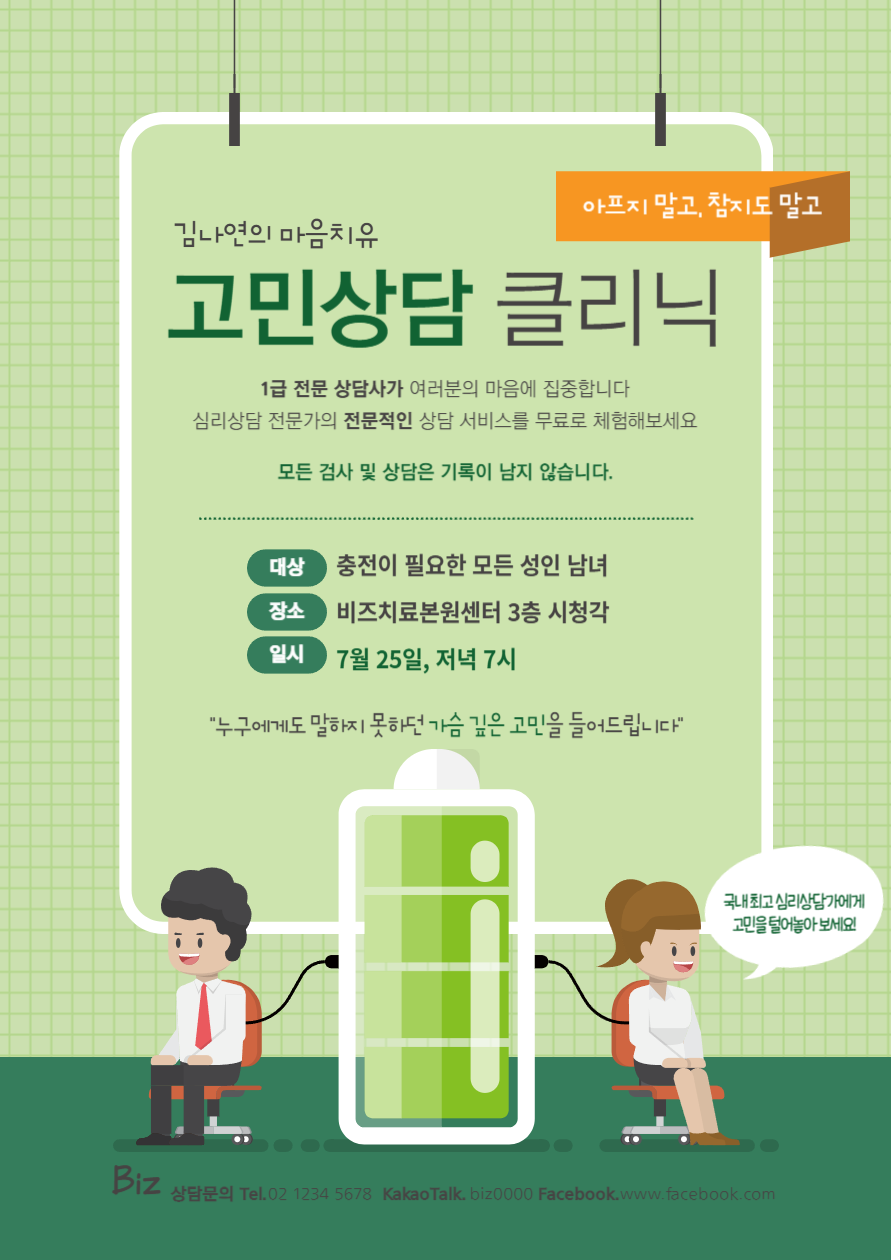 아프지 말고, 참지도 말고
김나연의 마음치유
고민상담 클리닉
1급 전문 상담사가 여러분의 마음에 집중합니다
심리상담 전문가의 전문적인 상담 서비스를 무료로 체험해보세요
모든 검사 및 상담은 기록이 남지 않습니다.
대상 충전이 필요한 모든 성인 남녀
장소 비즈치료본원센터 3층 시청각
일시 7월 25일, 저녁 7시
"누구에게도 말하지 못하던 가슴 깊은 고민을 들어드립니다"
국내 최고 심리상담가에게
고민을 털어놓아 보세요!
Biz 상담문의 Tel.02 1234 5678 KakaoTalk. biz0000 Facebook.www.facebook.com